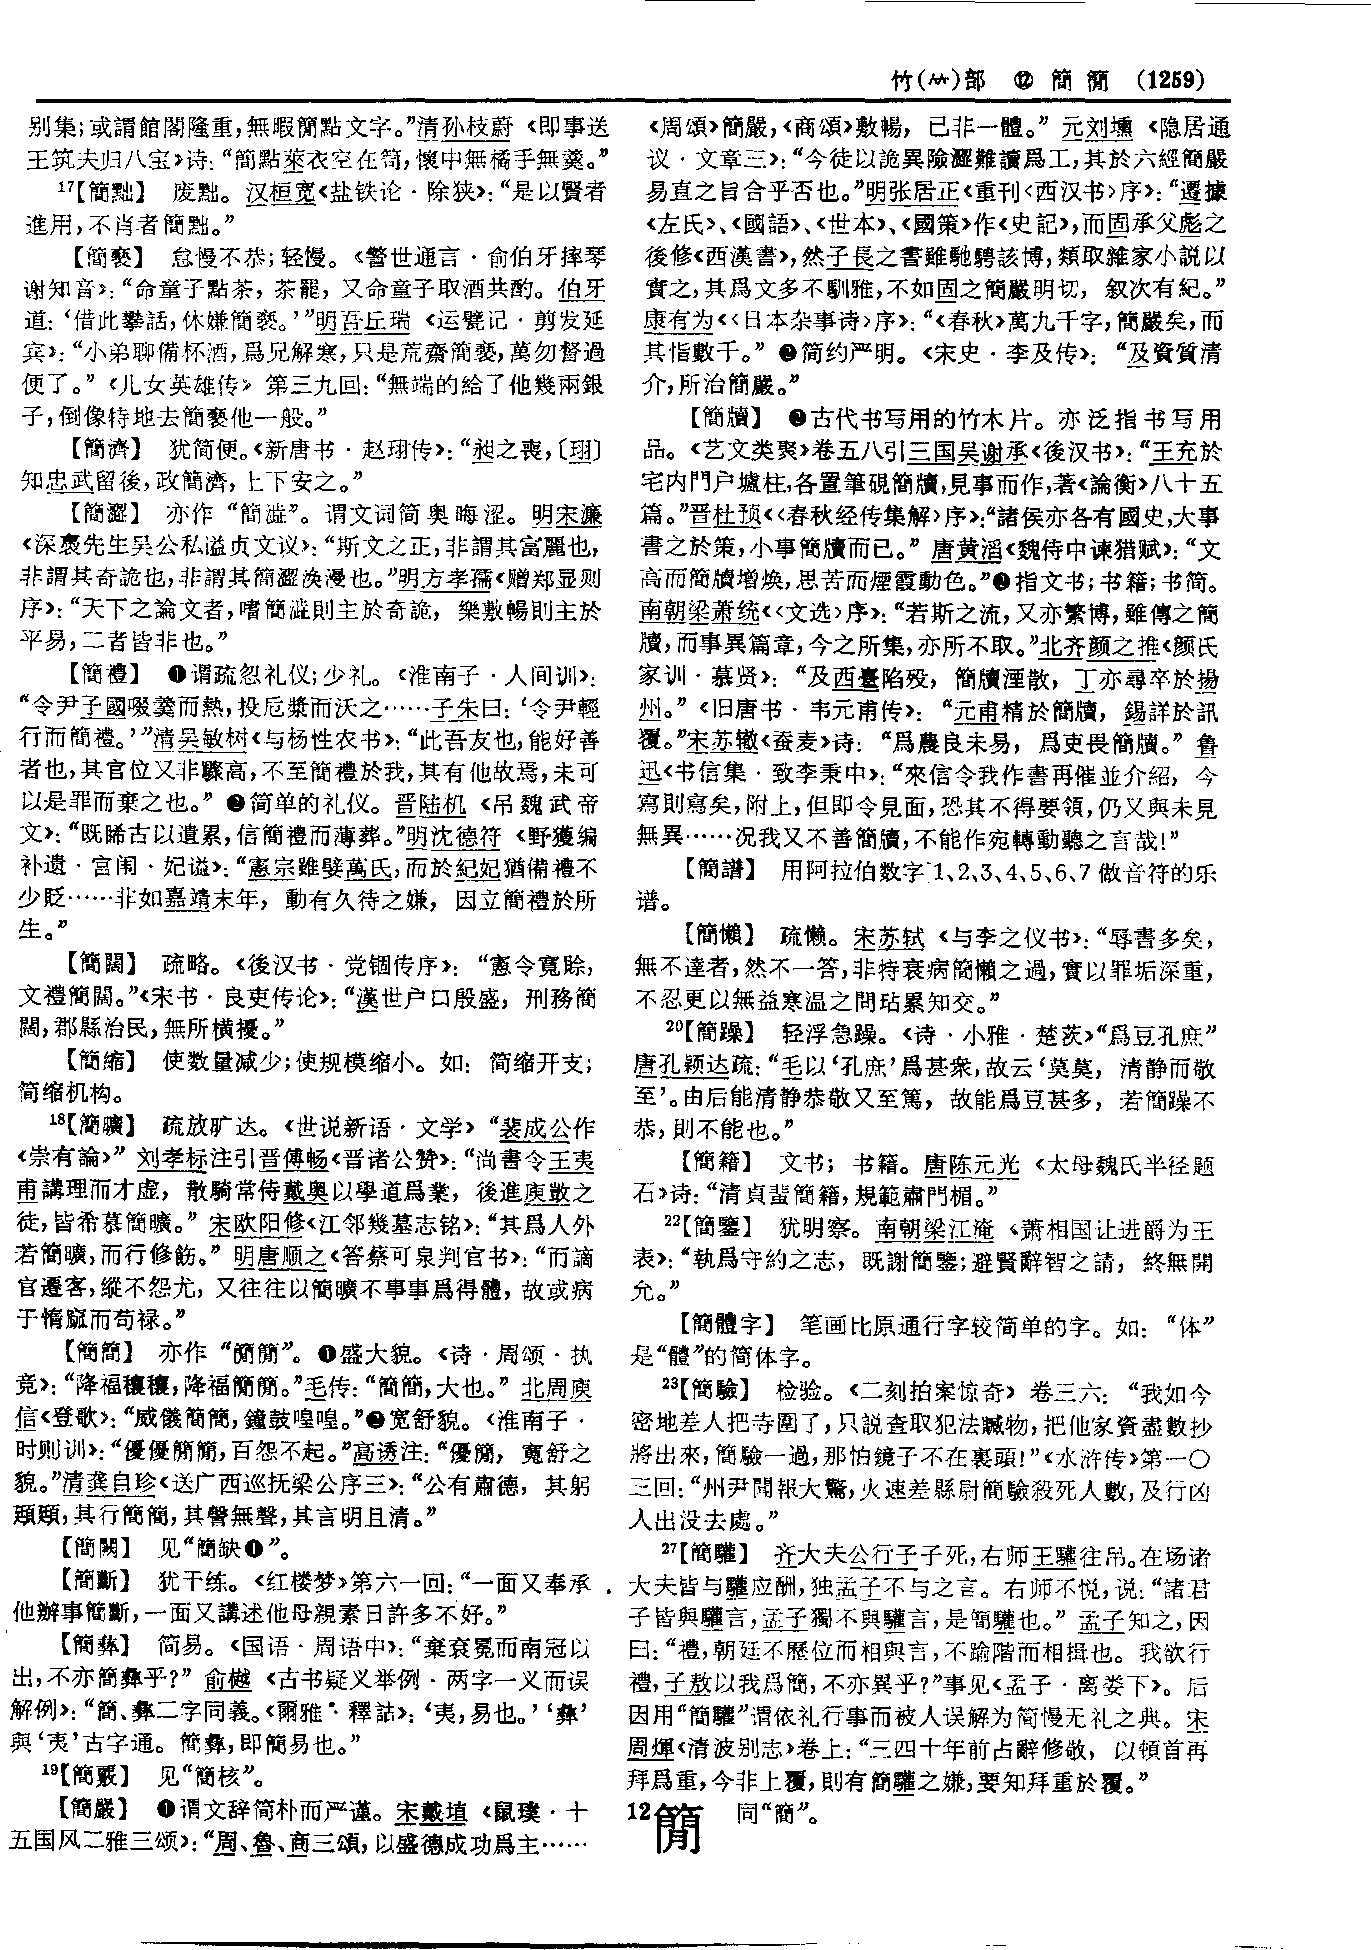 竹(⺮)部 ⑫ 簡 𥳑 (1259)
别集;或謂館閣隆重,無暇簡點文字。”清孙枝蔚《即事送
王筑夫归八宝》诗:“簡點萊衣空在笥,懷中無橘手無羹。”
17【簡黜】 废黜。汉桓宽《盐铁论·除狭》:“是以賢者
進用,不肖者簡黜。”
【簡褻】 怠慢不恭;轻慢。《警世通言·俞伯牙摔琴
谢知音》:“命童子點茶,茶罷,又命童子取酒共酌。伯牙
道:‘借此攀話,休嫌簡褻。’”明吾丘瑞《运甓记·剪发延
宾》:“小弟聊備杯酒,爲兄解寒,只是荒齋簡褻,萬勿督過
便了。”《儿女英雄传》第三九回:“無端的給了他幾兩銀
子,倒像特地去簡褻他一般。”
【簡濟】 犹简便。《新唐书·赵珝传》:“昶之喪,〔珝〕
知忠武留後,政簡濟,上下安之。”
【簡澀】 亦作“簡澁”。谓文词简奥晦涩。明宋濂
《深裹先生吴公私谥贞文议》:“斯文之正,非謂其富麗也,
非謂其奇詭也,非謂其簡澀渙漫也。”明方孝孺《赠郑显则
序》:“天下之論文者,嗜簡澁則主於奇詭,樂敷暢則主於
平易,二者皆非也。”
【簡禮】 ❶谓疏忽礼仪;少礼。《淮南子·人间训》:
“令尹子國啜羹而熱,投卮漿而沃之……子朱曰:‘令尹輕
行而簡禮。’”清吴敏树《与杨性农书》:“此吾友也,能好善
者也,其官位又非驟高,不至簡禮於我,其有他故焉,未可
以是罪而棄之也。” ❷简单的礼仪。晋陆机《吊魏武帝
文》:“既睎古以遺累,信簡禮而薄葬。”明沈德符《野獲编
补遗·宫闱·妃谥》:“憲宗雖嬖萬氏,而於紀妃猶備禮不
少貶……非如嘉靖末年,動有久待之嫌,因立簡禮於所
生。”
【簡闊】 疏略。《後汉书·党锢传序》:“憲令寬賒,
文禮簡闊。”《宋书·良吏传论》:“漢世户口殷盛,刑務簡
闊,郡縣治民,無所橫擾。”
【簡缩】 使数量减少;使规模缩小。如:简缩开支;
简缩机构。
18【簡曠】 疏放旷达。《世说新语·文学》“裴成公作
《崇有論》”刘孝标注引晋傅畅《晋诸公赞》:“尚書令王夷
甫講理而才虚,散騎常侍戴奥以學道爲業,後進庾敳之
徒,皆希慕簡曠。” 宋欧阳修《江邻幾墓志铭》:“其爲人外
若簡曠,而行修飭。” 明唐顺之《答蔡可泉判官书》:“而謫
官遷客,縱不怨尤,又往往以簡曠不事事爲得體,故或病
于惰窳而苟禄。”
【簡簡】 亦作“𥳑𥳑”。❶盛大貌。《诗·周颂·执
竞》:“降福穰穰,降福簡簡。”毛传:“簡簡,大也。”北周庾
信《登歌》:“威儀簡簡,鐘鼓喤喤。”❷宽舒貌。《淮南子·
时则训》:“優優簡簡,百怨不起。”高诱注:“優簡,寬舒之
貌。”清龚自珍《送广西巡抚梁公序三》:“公有肅德,其躬
顒顒,其行簡簡,其聲無聲,其言明且清。”
【簡闕】 见“簡缺❶”。
【簡斷】 犹干练。《红楼梦》第六一回:“一面又奉承
他辦事簡斷,一面又講述他母親素日許多不好。”
【簡彝】 简易。《国语·周语中》:“棄衮冕而南冠以
出,不亦簡彝乎?” 俞樾《古书疑义举例·两字一义而误
解例》:“簡、彝二字同義。《爾雅·釋詁》:‘夷,易也。’‘彝’
與‘夷’古字通。簡彝,即簡易也。”
19【簡覈】 见“簡核”。
【簡嚴】 ❶谓文辞简朴而严谨。宋戴埴《鼠璞·十
五国风二雅三颂》:“周、魯、商三頌,以盛德成功爲主……
《周頌》簡嚴,《商頌》敷暢,已非一體。” 元刘壎《隐居通
议·文章三》:“今徒以詭異險澀難讀爲工,其於六經簡嚴
易直之旨合乎否也。”明张居正《重刊〈西汉书〉序》:“遷據
《左氏》、《國語》、《世本》、《國策》作《史記》,而固承父彪之
後修《西漢書》,然子長之書雖馳騁該博,類取雜家小説以
實之,其爲文多不馴雅,不如固之簡嚴明切,叙次有紀。”
康有为《〈日本杂事诗〉序》:“《春秋》萬九千字,簡嚴矣,而
其指數千。” ❷简约严明。《宋史·李及传》:“及資質清
介,所治簡嚴。”
【簡牘】 ❶古代书写用的竹木片。亦泛指书写用
品。《艺文类聚》卷五八引三国吴谢承《後汉书》:“王充於
宅内門户墟柱,各置筆硯簡牘,見事而作,著《論衡》八十五
篇。”晋杜预《〈春秋经传集解〉序》:“諸侯亦各有國史,大事
書之於策,小事簡牘而已。” 唐黄滔《魏侍中谏猎赋》:“文
高而簡牘增焕,思苦而煙霞動色。”❷指文书;书籍;书简。
南朝梁萧统《〈文选〉序》:“若斯之流,又亦繁博,雖傳之簡
牘,而事異篇章,今之所集,亦所不取。”北齐颜之推《颜氏
家训·慕贤》:“及西臺陷殁,簡牘湮散,丁亦尋卒於揚
州。”《旧唐书·韦元甫传》:“元甫精於簡牘,錫詳於訊
覆。”宋苏辙《蚕麦》诗:“爲農良未易,爲吏畏簡牘。” 鲁
迅《书信集·致李秉中》:“來信令我作書再催並介紹,今
寫則寫矣,附上,但即令見面,恐其不得要領,仍又與未見
無異……况我又不善簡牘,不能作宛轉動聽之言哉!”
【簡譜】 用阿拉伯数字1、2、3、4、5、6、7做音符的乐
谱。
【簡懶】 疏懒。宋苏轼《与李之仪书》:“辱書多矣,
無不達者,然不一答,非特衰病簡懶之過,實以罪垢深重,
不忍更以無益寒温之問玷累知交。”
20【簡躁】 轻浮急躁。《诗·小雅·楚茨》“爲豆孔庶”
唐孔颖达疏:“毛以‘孔庶’爲甚衆,故云‘莫莫,清静而敬
至’。由后能清静恭敬又至篤,故能爲豆甚多,若簡躁不
恭,則不能也。”
【簡籍】 文书;书籍。唐陈元光《太母魏氏半径题
石》诗:“清貞蜚簡籍,規範肅門楣。”
22【簡鑒】 犹明察。南朝梁江淹《萧相国让进爵为王
表》:“執爲守約之志,既謝簡鑒;避賢辭智之請,終無開
允。”
【簡體字】 笔画比原通行字较简单的字。如:“体”
是“體”的简体字。
23【簡驗】 检验。《二刻拍案惊奇》卷三六:“我如今
密地差人把寺圍了,只説查取犯法贓物,把他家資盡數抄
將出來,簡驗一過,那怕鏡子不在裏頭!”《水浒传》第一〇
三回:“州尹聞報大驚,火速差縣尉簡驗殺死人數,及行凶
人出没去處。”
27【簡驩】 齐大夫公行子子死,右师王驩往吊。在场诸
大夫皆与驩应酬,独孟子不与之言。右师不悦,说:“諸君
子皆與驩言,孟子獨不與驩言,是簡驩也。” 孟子知之,因
曰:“禮,朝廷不歷位而相與言,不踰階而相揖也。我欲行
禮,子敖以我爲簡,不亦異乎?”事见《孟子·离娄下》。后
因用“簡驩”谓依礼行事而被人误解为简慢无礼之典。宋
周煇《清波别志》卷上:“三四十年前占辭修敬,以頓首再
拜爲重,今非上覆,則有簡驩之嫌,要知拜重於覆。”
12𥳑 同“簡”。